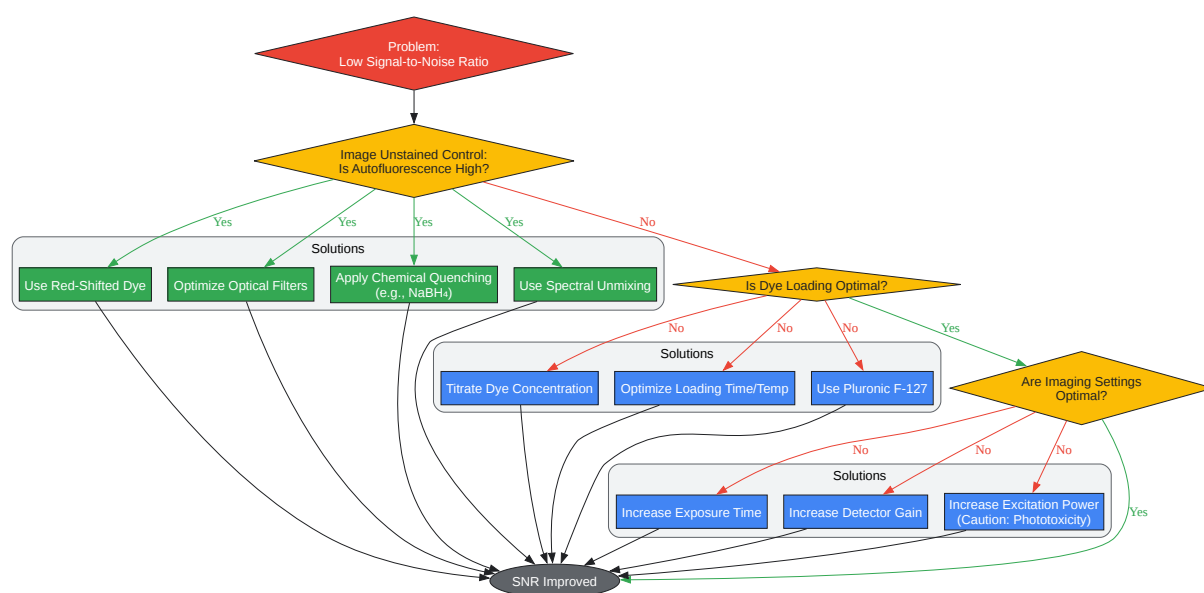 Problem:
Low Signal-to-Noise Ratio
Image Unstained Control:
Is Autofluorescence High?
Yes
Yes
Yes
Yes
No
Solutions
Use Red-Shifted Dye
Optimize Optical Filters
Apply Chemical Quenching
(e.g., NaBH₄)
Use Spectral Unmixing
Is Dye Loading Optimal?
No
No
No
Yes
Solutions
Titrate Dye Concentration
Optimize Loading Time/Temp
Use Pluronic F-127
Are Imaging Settings
Optimal?
No
No
No
Yes
Solutions
Increase Exposure Time
Increase Detector Gain
Increase Excitation Power
(Caution: Phototoxicity)
SNR Improved